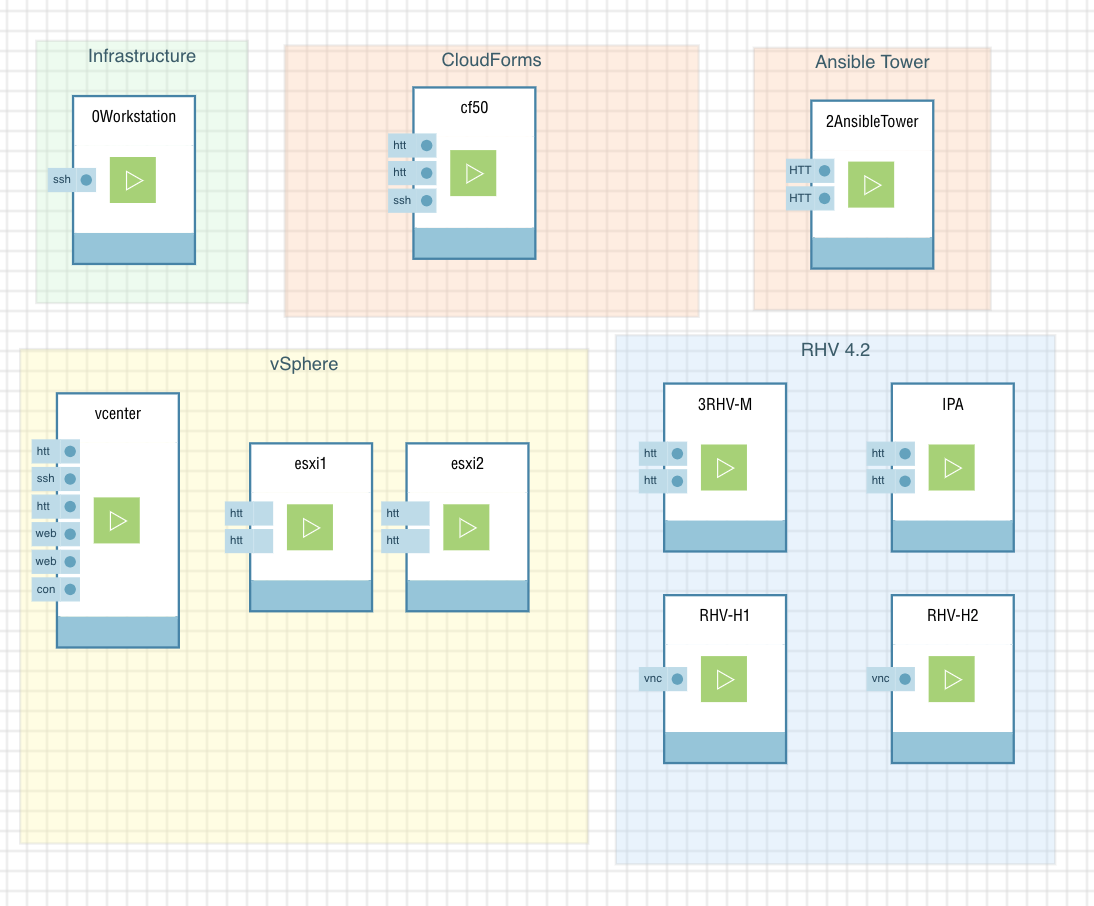 Infrastructure
0Workstation
ssh
CloudForms
cf50
htt
htt
ssh
Ansible Tower
2AnsibleTower
HTT
HTT
vSphere
vcenter
htt
ssh
htt
web
web
con
esxi1
htt
htt
esxi2
htt
htt
RHV 4.2
3RHV-M
htt
htt
IPA
htt
htt
RHV-H1
vnc
RHV-H2
vnc